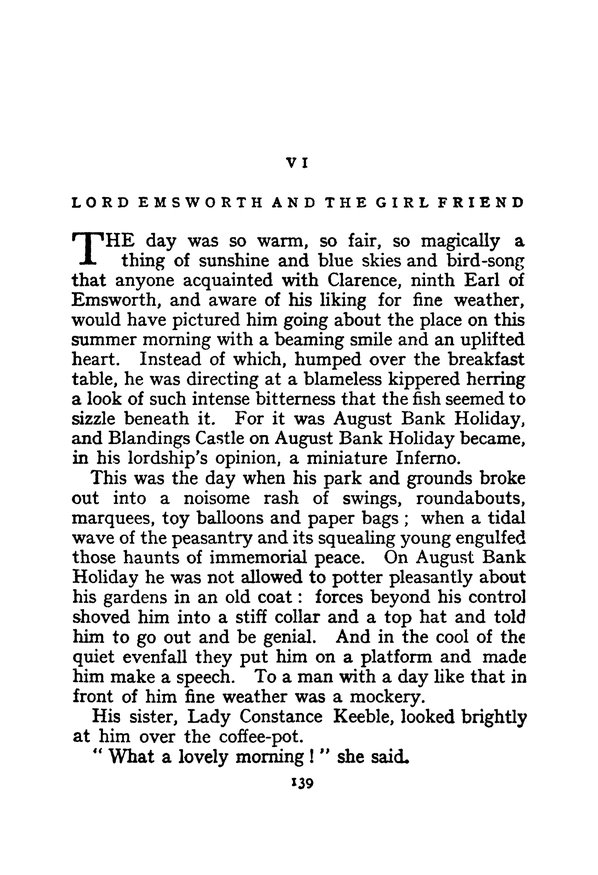 VI
LORD EMSWORTH AND THE GIRL FRIEND
THE day was so warm, so fair, so magically a
thing of sunshine and blue skies and bird-song
that anyone acquainted with Clarence, ninth Earl of
Emsworth, and aware of his liking for fine weather,
would have pictured him going about the place on this
summer morning with a beaming smile and an uplifted
heart. Instead of which, humped over the breakfast
table, he was directing at a blameless kippered herring
a look of such intense bitterness that the fish seemed to
sizzle beneath it. For it was August Bank Holiday,
and Blandings Castle on August Bank Holiday became,
in his lordship's opinion, a miniature Inferno.
This was the day when his park and grounds broke
out into a noisome rash of swings, roundabouts,
marquees, toy balloons and paper bags ; when a tidal
wave of the peasantry and its squealing young engulfed
those haunts of immemorial peace. On August Bank
Holiday he was not allowed to potter pleasantly about
his gardens in an old coat : forces beyond his control
shoved him into a stiff collar and a top hat and told
him to go out and be genial. And in the cool of the
quiet evenfall they put him on a platform and made
him make a speech. To a man with a day like that in
front of him fine weather was a mockery.
His sister, Lady Constance Keeble, looked brightly
at him over the coffee-pot.
“ What a lovely morning ! ” she said.
139